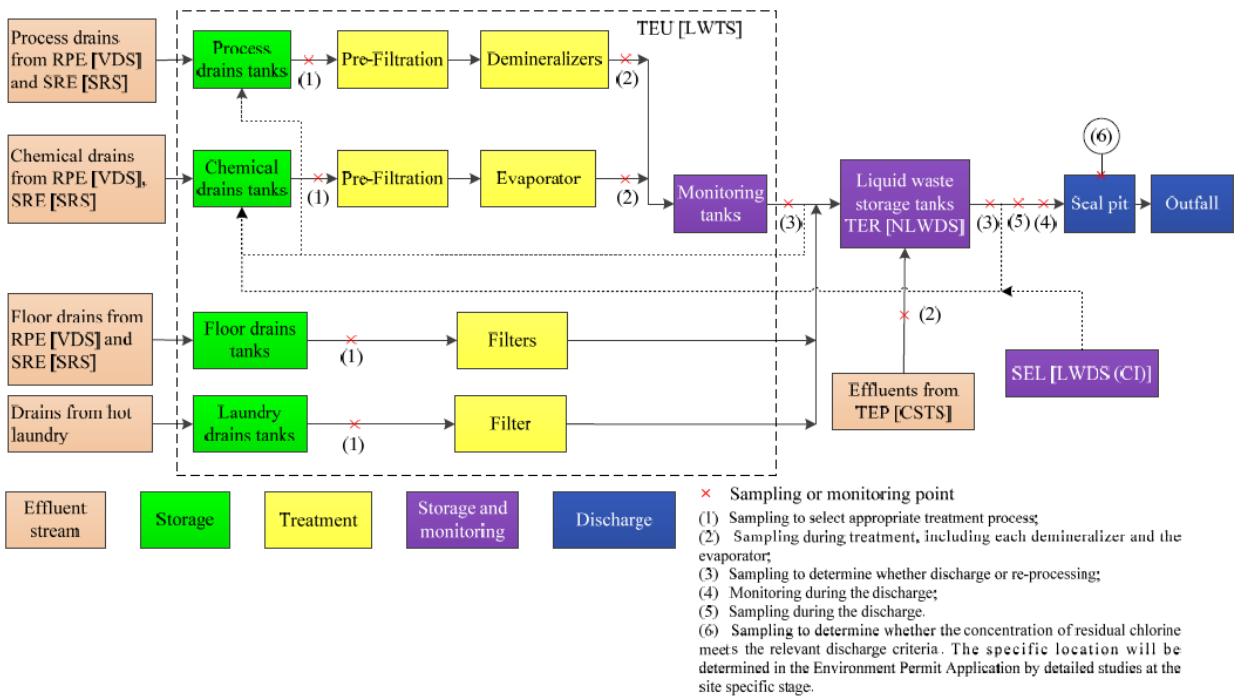 Process drains
from RPE [VDS]
and SRE [SRS]
Process
drains tanks
(1)
Pre-Filtration
Demineralizers
(2)
TEU [LWTS]
Chemical drains
from RPE [VDS],
SRE [SRS]
Chemical
drains tanks
(1)
Pre-Filtration
Evaporator
(2)
Monitoring
tanks
(3)
Liquid waste
storage tanks
TER [NLWDS]
(3)
(5)
(4)
(6)
Seal pit
Outfall
Floor drains from
RPE [VDS] and
SRE [SRS]
Floor drains
tanks
(1)
Filters
(2)
Effluents from
TEP [CSTS]
SEL [LWDS (CI)]
Drains from hot
laundry
Laundry
drains tanks
(1)
Filter
Effluent
stream
Storage
Treatment
Storage and
monitoring
Discharge
× Sampling or monitoring point
(1) Sampling to select appropriate treatment process;
(2) Sampling during treatment, including each demineralizer and the
evaporator;
(3) Sampling to determine whether discharge or re-processing;
(4) Monitoring during the discharge;
(5) Sampling during the discharge.
(6) Sampling to determine whether the concentration of residual chlorine
meets the relevant discharge criteria. The specific location will be
determined in the Environment Permit Application by detailed studies at the
site specific stage.